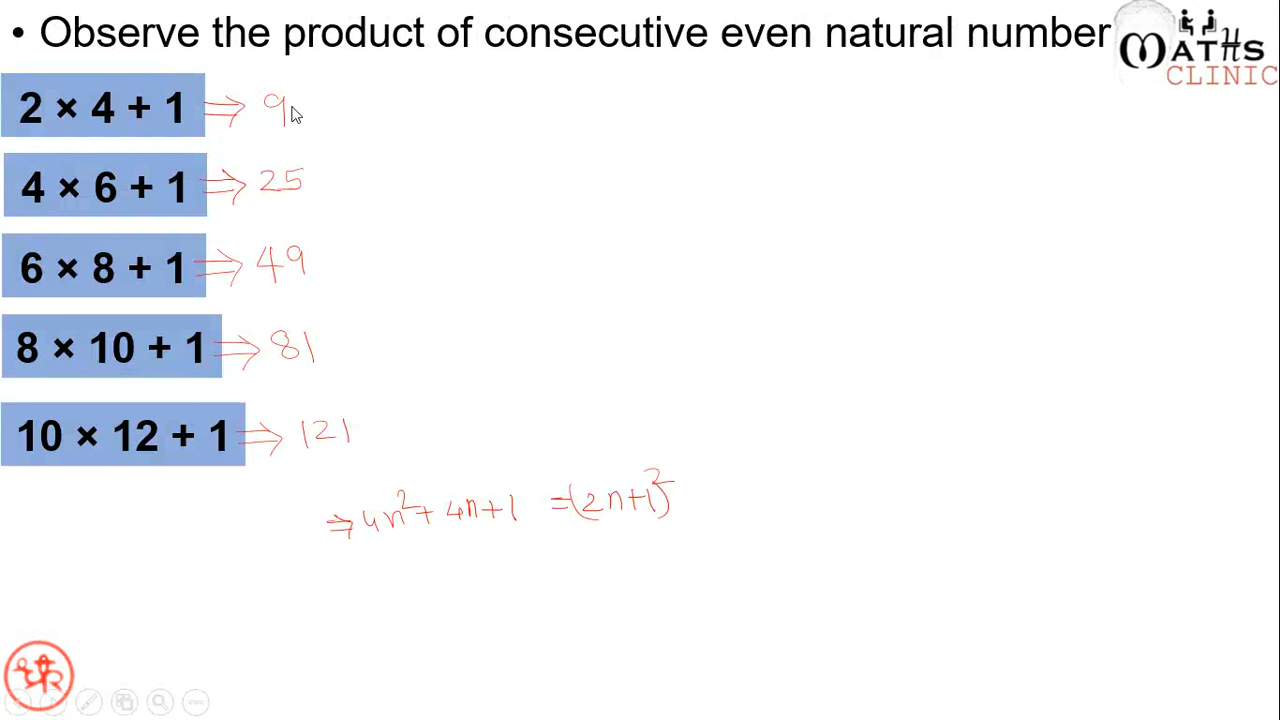 • Observe the product of consecutive even natural number
MATHS
CLINIC
2 × 4 + 1 ⇒ 9
4 × 6 + 1 ⇒ 25
6 × 8 + 1 ⇒ 49
8 × 10 + 1 ⇒ 81
10 × 12 + 1 ⇒ 121
⇒ 4n² + 4n + 1 = (2n+1)²